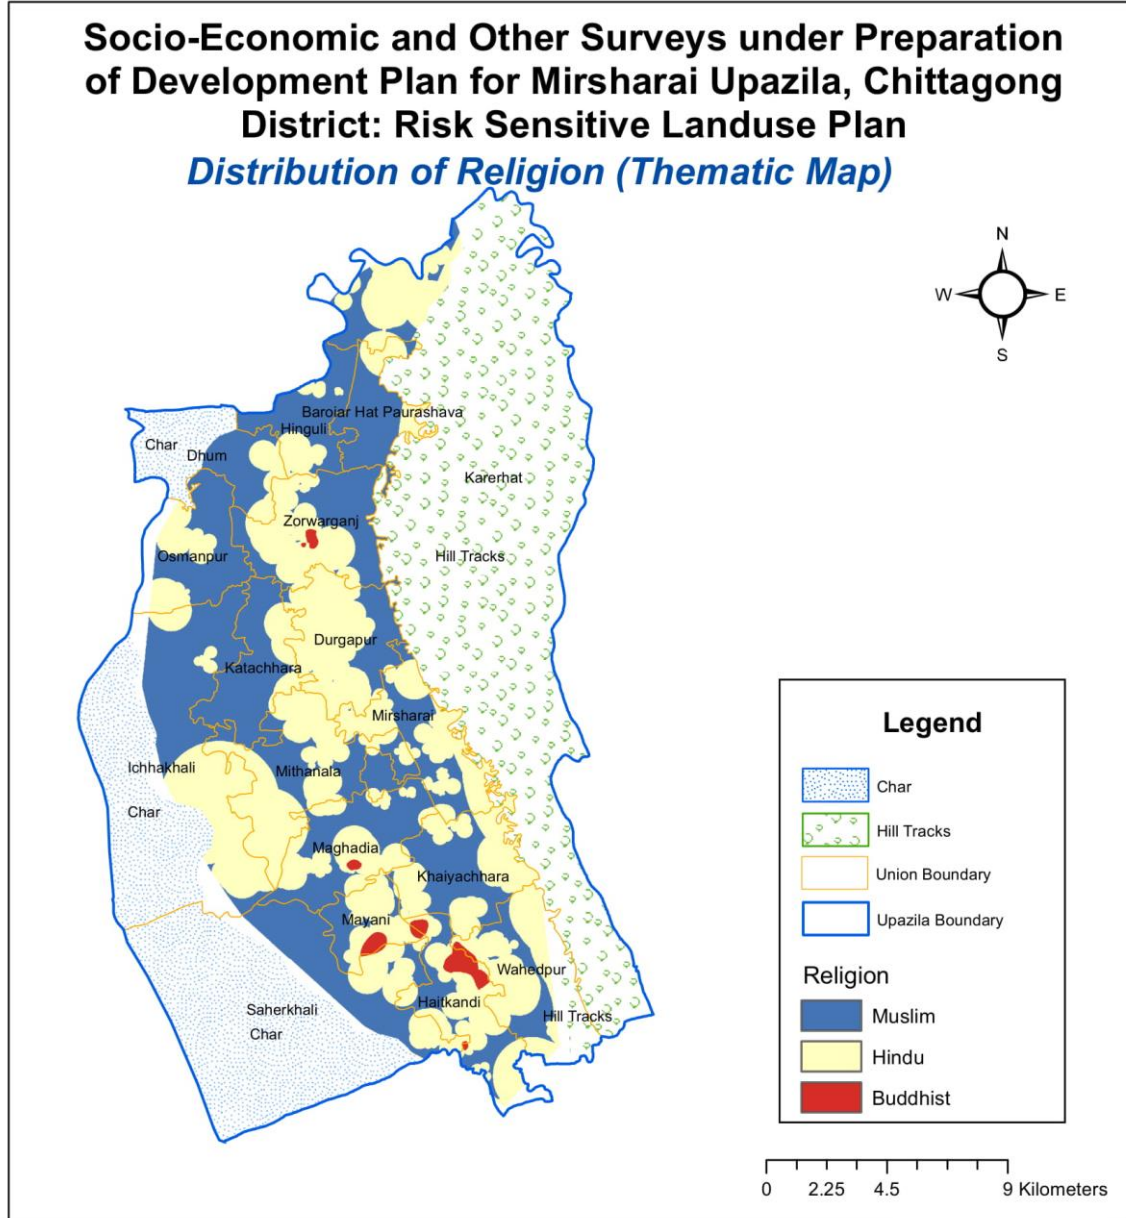 Socio-Economic and Other Surveys under Preparation
of Development Plan for Mirsharai Upazila, Chittagong
District: Risk Sensitive Landuse Plan
Distribution of Religion (Thematic Map)
N
W E
S
Baroiar Hat Paurashava
Hinguli
Char
Dhum
Karerhat
Zorwarganj
Osmanpur
Hill Tracks
Durgapur
Katachhara
Mirsharai
Ichhakhali
Mithanala
Char
Maghadia
Khaiyachhara
Mayani
Wahedpur
Haitkandi
Saherkhali
Hill Tracks
Char
Legend
Char
Hill Tracks
Union Boundary
Upazila Boundary
Religion
Muslim
Hindu
Buddhist
0 2.25 4.5 9 Kilometers